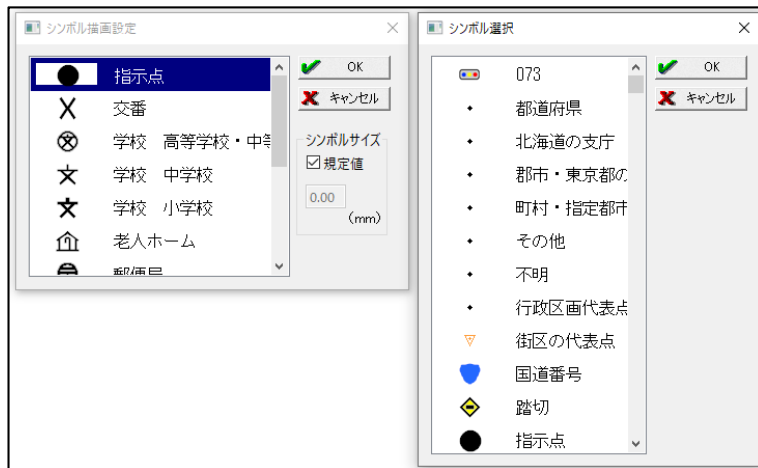 シンボル描画設定
指示点
交番
学校 高等学校・中等
学校 中学校
学校 小学校
老人ホーム
郵便局
OK
キャンセル
シンボルサイズ
規定値
0.00
(mm)
シンボル選択
073
都道府県
北海道の支庁
郡市・東京都の
町村・指定都市
その他
不明
行政区画代表点
街区の代表点
国道番号
踏切
指示点
OK
キャンセル